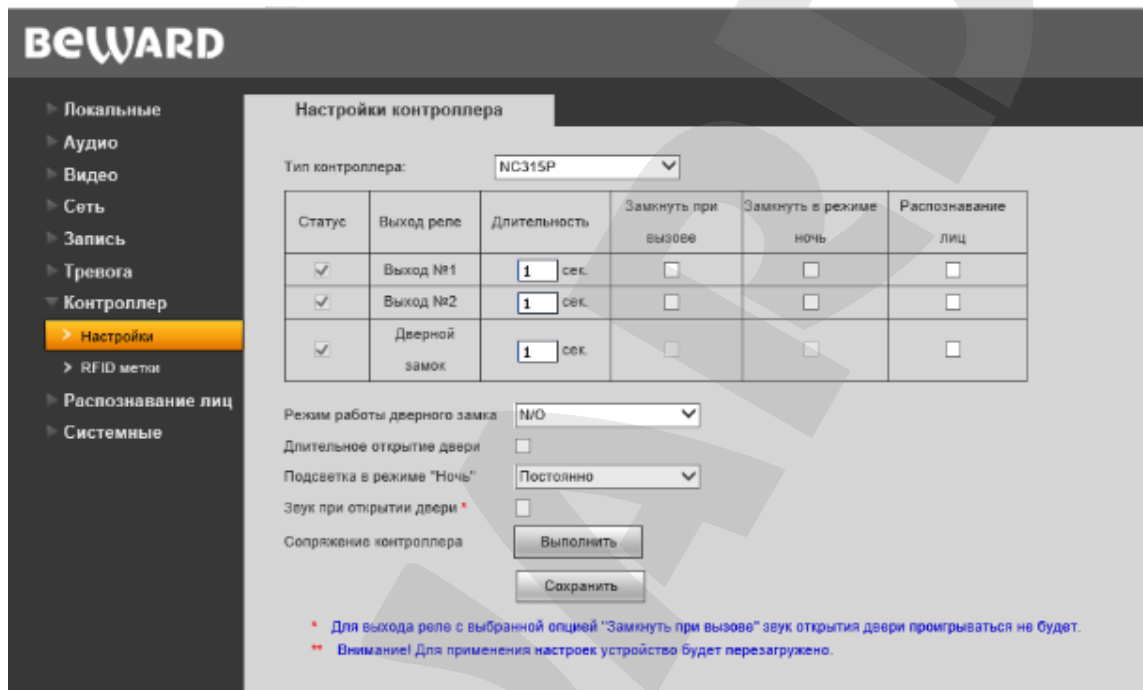 BEWARD
Локальные
Аудио
Видео
Сеть
Запись
Тревога
Контроллер
Настройки
RFID метки
Распознавание лиц
Системные
Настройки контроллера
Тип контроллера: NC315P
Статус Выход реле Длительность Замкнуть при вызове Замкнуть в режиме ночь Распознавание лиц
Выход №1 1 сек.
Выход №2 1 сек.
Дверной замок 1 сек.
Режим работы дверного замка N/O
Длительное открытие двери
Подсветка в режиме "Ночь" Постоянно
Звук при открытии двери *
Сопряжение контроллера Выполнить
Сохранить
* Для выхода реле с выбранной опцией "Замкнуть при вызове" звук открытия двери проигрываться не будет.
** Внимание! Для применения настроек устройство будет перезагружено.